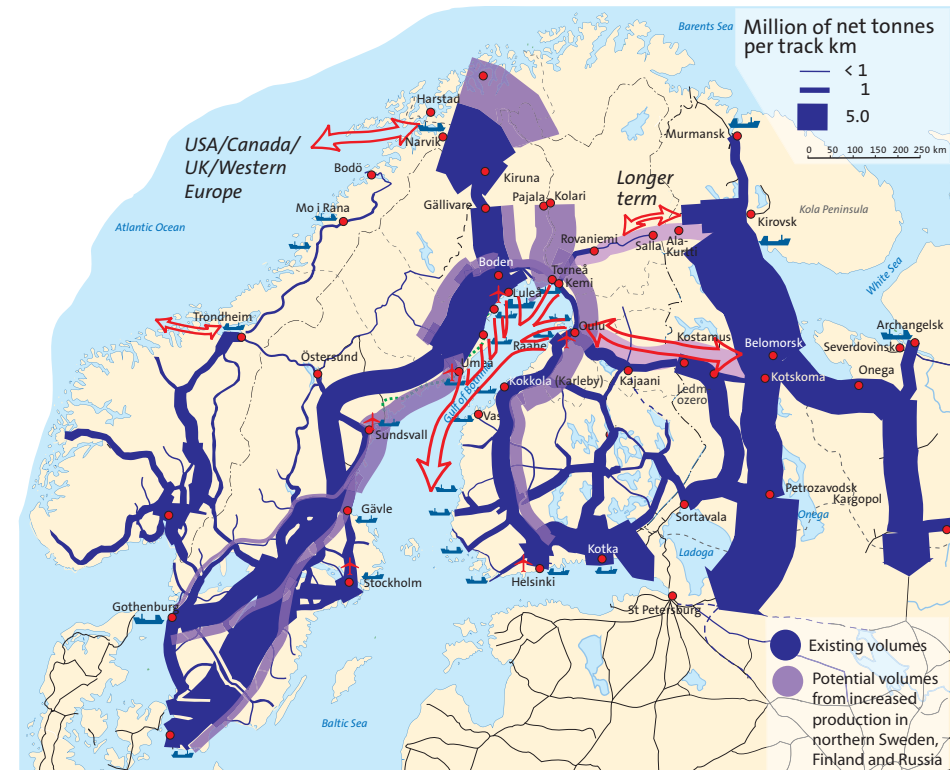 Barents Sea
Million of net tonnes
per track km
< 1
1
5.0
0 50 100 150 200 250 km
Harstad
Narvik
USA/Canada/
UK/Western
Europe
Murmansk
Bodö
Kiruna
Longer
term
Pajala
Kolari
Gällivare
Mo i Rana
Kola Peninsula
Kirovsk
Atlantic Ocean
Rovaniemi
Salla
Ala-
Kurtti
White Sea
Boden
Torneå
Kemi
Luleå
Trondheim
Oulu
Raahe
Kostamus
Belomorsk
Archangelsk
Severdovinsk
Östersund
Umeå
Gulf of Bothnia
Kokkola (Karleby)
Kajaani
Ledm
ozero
Kotskoma
Onega
Vas
Sundsvall
Petrozavodsk
Kargopol
Gävle
Sortavala
Onega
Ladoga
Kotka
Stockholm
Helsinki
Gothenburg
St Petersburg
Existing volumes
Potential volumes
from increased
production in
northern Sweden,
Finland and Russia
Baltic Sea